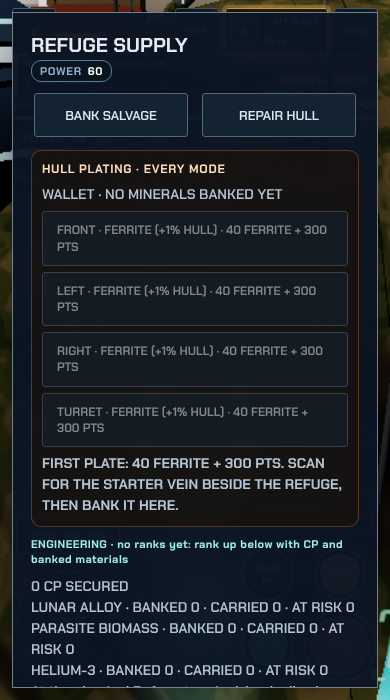 REFUGE SUPPLY
POWER 60
BANK SALVAGE
REPAIR HULL
HULL PLATING · EVERY MODE
WALLET · NO MINERALS BANKED YET
FRONT · FERRITE (+1% HULL) · 40 FERRITE + 300
PTS
LEFT · FERRITE (+1% HULL) · 40 FERRITE + 300
PTS
RIGHT · FERRITE (+1% HULL) · 40 FERRITE + 300
PTS
TURRET · FERRITE (+1% HULL) · 40 FERRITE +
300 PTS
FIRST PLATE: 40 FERRITE + 300 PTS. SCAN
FOR THE STARTER VEIN BESIDE THE REFUGE,
THEN BANK IT HERE.
ENGINEERING · no ranks yet: rank up below with CP and
banked materials
0 CP SECURED
LUNAR ALLOY · BANKED 0 · CARRIED 0 · AT RISK 0
PARASITE BIOMASS · BANKED 0 · CARRIED 0 · AT
RISK 0
HELIUM-3 · BANKED 0 · CARRIED 0 · AT RISK 0